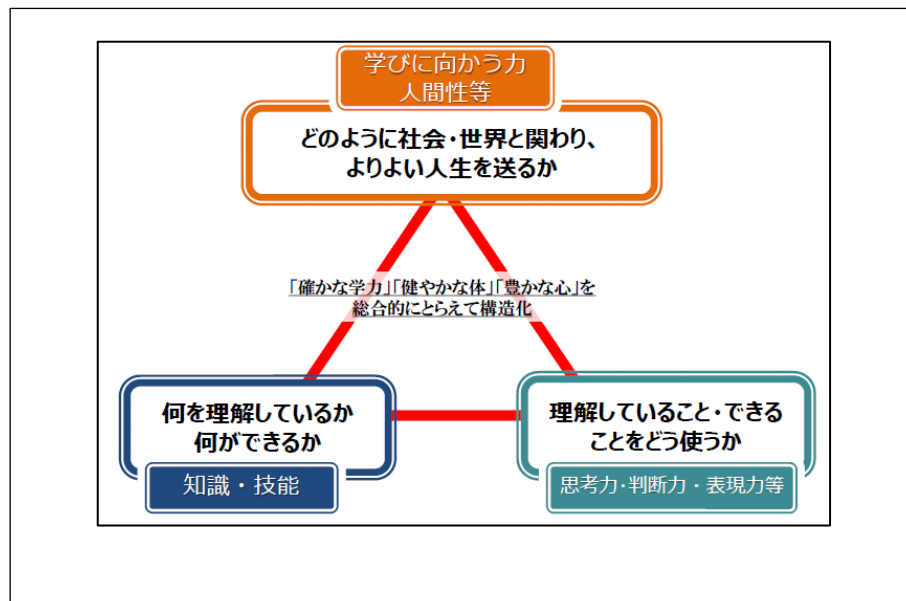 学びに向かう力
人間性等
どのように社会・世界と関わり、
よりよい人生を送るか
「確かな学力」「健やかな体」「豊かな心」を
総合的にとらえて構造化
何を理解しているか
何ができるか
知識・技能
理解していること・できる
ことをどう使うか
思考力・判断力・表現力等